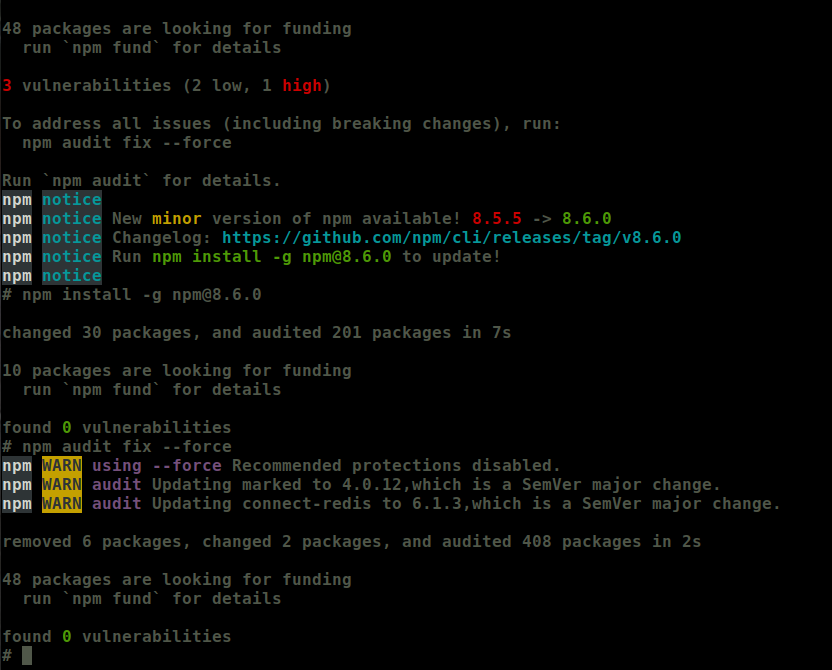 48 packages are looking for funding
  run `npm fund` for details
3 vulnerabilities (2 low, 1 high)
To address all issues (including breaking changes), run:
  npm audit fix --force
Run `npm audit` for details.
npm notice
npm notice New minor version of npm available! 8.5.5 -> 8.6.0
npm notice Changelog: https://github.com/npm/cli/releases/tag/v8.6.0
npm notice Run npm install -g npm@8.6.0 to update!
npm notice
# npm install -g npm@8.6.0
changed 30 packages, and audited 201 packages in 7s
10 packages are looking for funding
  run `npm fund` for details
found 0 vulnerabilities
# npm audit fix --force
npm WARN using --force Recommended protections disabled.
npm WARN audit Updating marked to 4.0.12,which is a SemVer major change.
npm WARN audit Updating connect-redis to 6.1.3,which is a SemVer major change.
removed 6 packages, changed 2 packages, and audited 408 packages in 2s
48 packages are looking for funding
  run `npm fund` for details
found 0 vulnerabilities
#